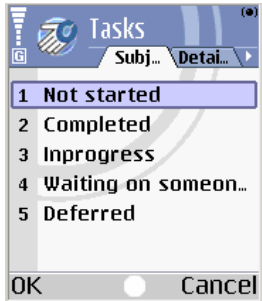 Tasks
G Subj... Detai...
1 Not started
2 Completed
3 Inprogress
4 Waiting on someon...
5 Deferred
OK Cancel